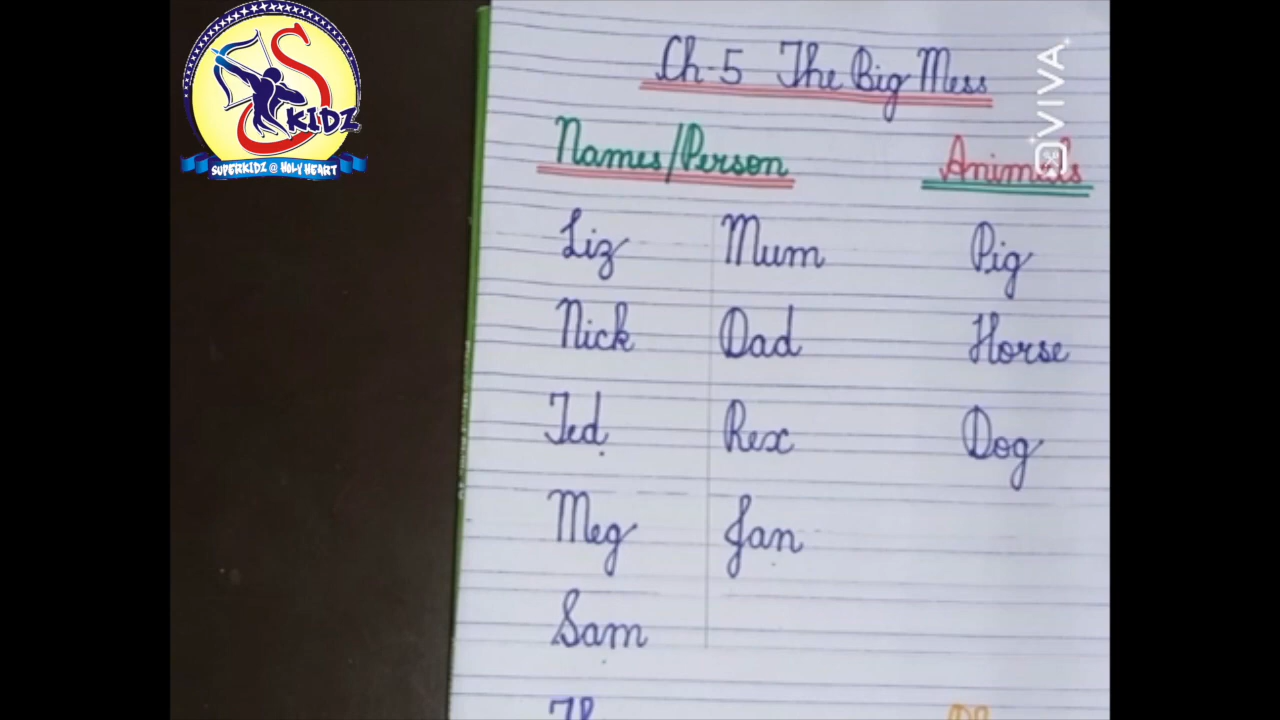 S
KIDZ
SUPERKIDZ @ HOLY HEART
VIVA
Ch-5 The Big Mess
Names/Person Animals
Liz Mum Pig
Nick Dad Horse
Ted Rex Dog
Meg Jan
Sam